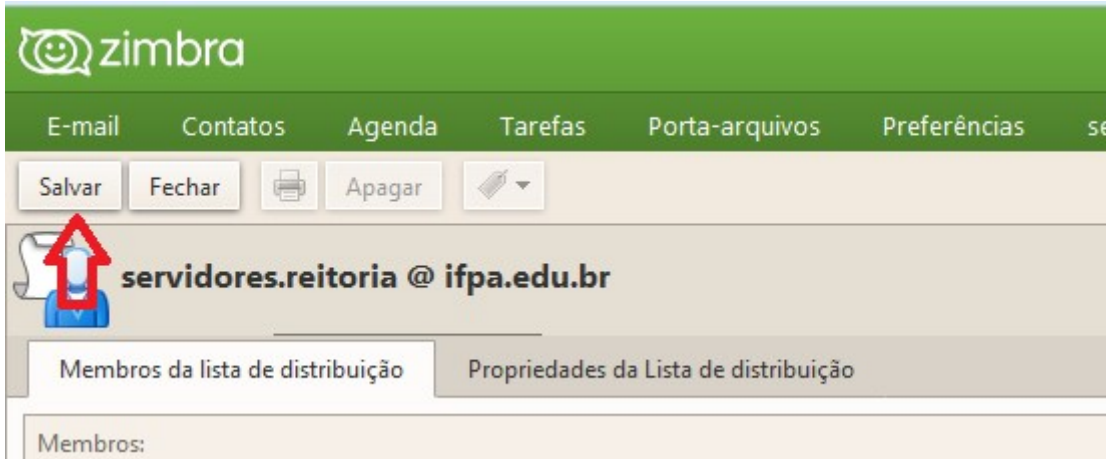 zimbra
E-mail Contatos Agenda Tarefas Porta-arquivos Preferências se
Salvar Fechar Apagar
servidores.reitoria @ ifpa.edu.br
Membros da lista de distribuição Propriedades da Lista de distribuição
Membros: